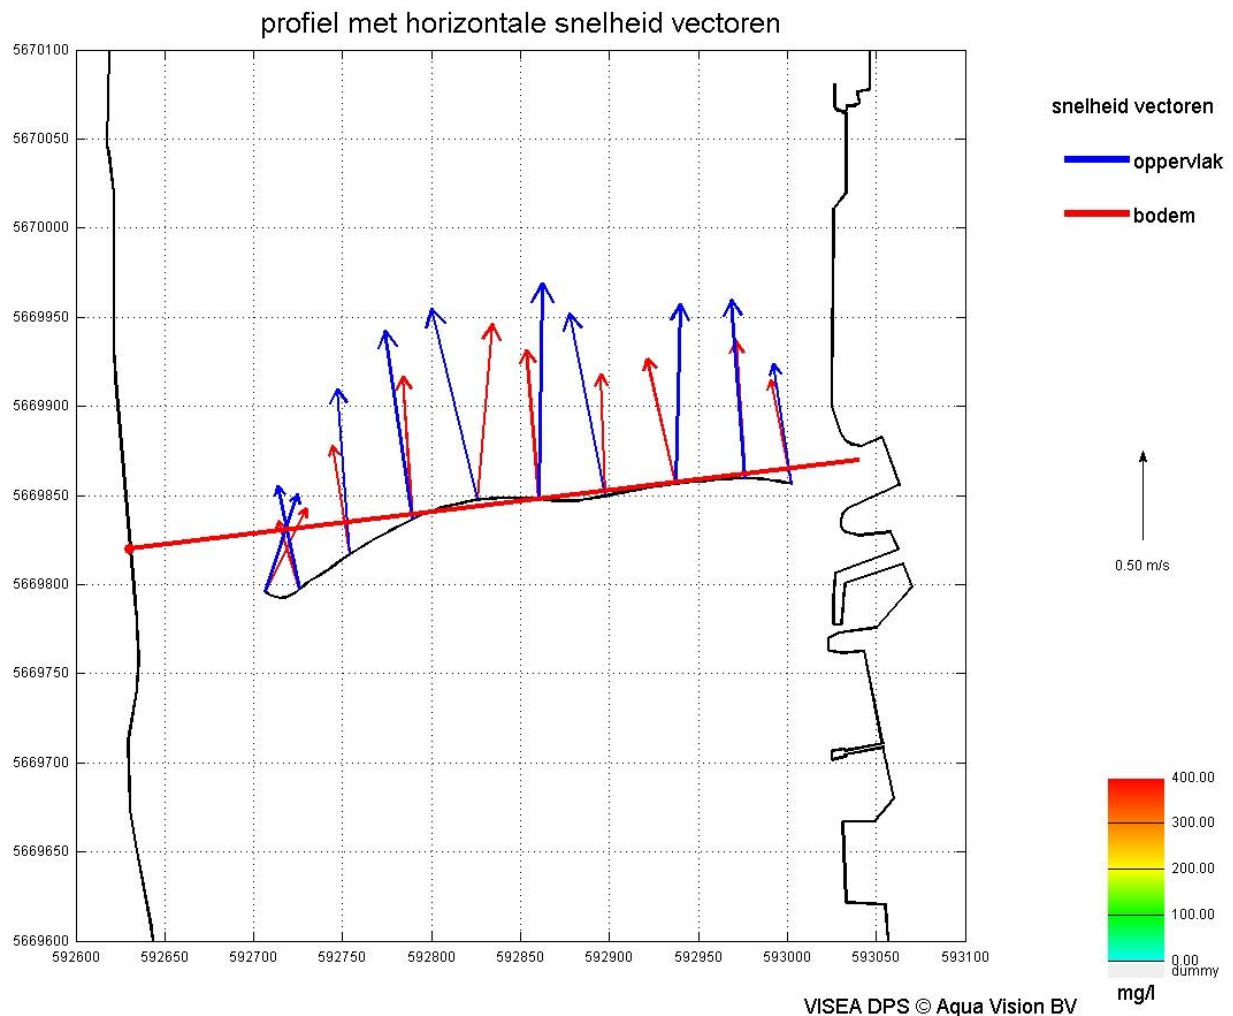 profiel met horizontale snelheid vectoren
5670100
5670050
5670000
5669950
5669900
5669850
5669800
5669750
5669700
5669650
5669600
592600 592650 592700 592750 592800 592850 592900 592950 593000 593050 593100
snelheid vectoren
oppervlak
bodem
0.50 m/s
400.00
300.00
200.00
100.00
0.00
dummy
mg/l
VISEA DPS © Aqua Vision BV